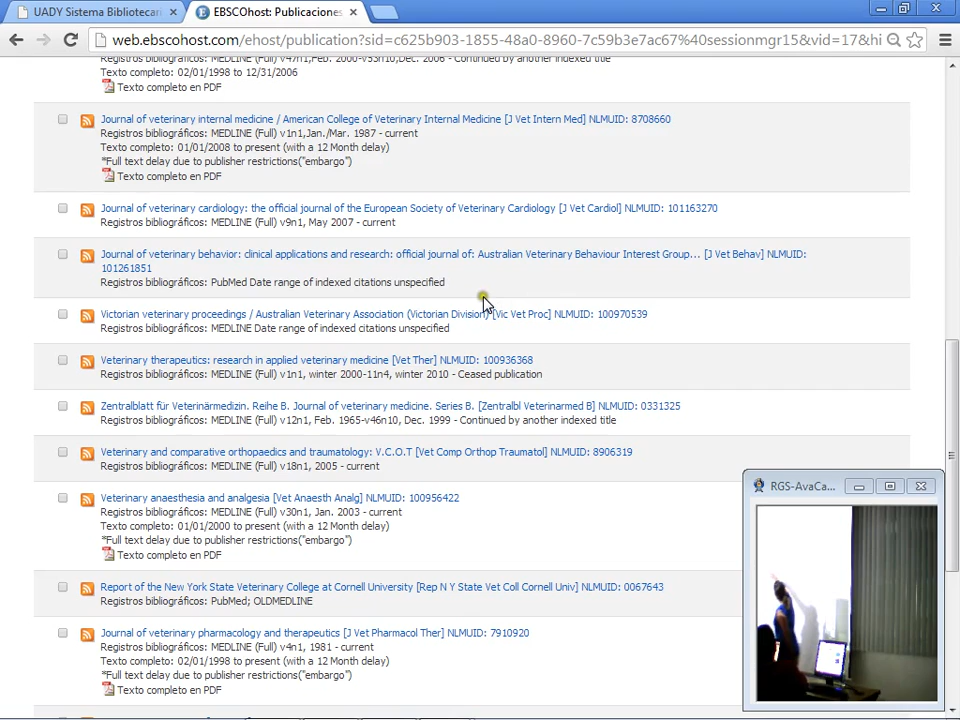 UADY Sistema Bibliotecari
EBSCOhost: Publicaciones
web.ebscohost.com/ehost/publication?sid=c625b903-1855-48a0-8960-7c59b3e7ac67%40sessionmgr15&vid=17&hi
Registros bibliográficos: MEDLINE (Full) v47n1,Feb. 2000-v53n10,Dec. 2006 - Continued by another indexed title
Texto completo: 02/01/1998 to 12/31/2006
Texto completo en PDF
Journal of veterinary internal medicine / American College of Veterinary Internal Medicine [J Vet Intern Med] NLMUID: 8708660
Registros bibliográficos: MEDLINE (Full) v1n1,Jan./Mar. 1987 - current
Texto completo: 01/01/2008 to present (with a 12 Month delay)
*Full text delay due to publisher restrictions("embargo")
Texto completo en PDF
Journal of veterinary cardiology: the official journal of the European Society of Veterinary Cardiology [J Vet Cardiol] NLMUID: 101163270
Registros bibliográficos: MEDLINE (Full) v9n1, May 2007 - current
Journal of veterinary behavior: clinical applications and research: official journal of: Australian Veterinary Behaviour Interest Group... [J Vet Behav] NLMUID:
101261851
Registros bibliográficos: PubMed Date range of indexed citations unspecified
Victorian veterinary proceedings / Australian Veterinary Association (Victorian Division) [Vic Vet Proc] NLMUID: 100970539
Registros bibliográficos: MEDLINE Date range of indexed citations unspecified
Veterinary therapeutics: research in applied veterinary medicine [Vet Ther] NLMUID: 100936368
Registros bibliográficos: MEDLINE (Full) v1n1, winter 2000-11n4, winter 2010 - Ceased publication
Zentralblatt für Veterinärmedizin. Reihe B. Journal of veterinary medicine. Series B. [Zentralbl Veterinarmed B] NLMUID: 0331325
Registros bibliográficos: MEDLINE (Full) v12n1, Feb. 1965-v46n10, Dec. 1999 - Continued by another indexed title
Veterinary and comparative orthopaedics and traumatology: V.C.O.T [Vet Comp Orthop Traumatol] NLMUID: 8906319
Registros bibliográficos: MEDLINE (Full) v18n1, 2005 - current
Veterinary anaesthesia and analgesia [Vet Anaesth Analg] NLMUID: 100956422
Registros bibliográficos: MEDLINE (Full) v30n1, Jan. 2003 - current
Texto completo: 01/01/2000 to present (with a 12 Month delay)
*Full text delay due to publisher restrictions("embargo")
Texto completo en PDF
RGS-AvaCa...
Report of the New York State Veterinary College at Cornell University [Rep N Y State Vet Coll Cornell Univ] NLMUID: 0067643
Registros bibliográficos: PubMed; OLDMEDLINE
Journal of veterinary pharmacology and therapeutics [J Vet Pharmacol Ther] NLMUID: 7910920
Registros bibliográficos: MEDLINE (Full) v4n1, 1981 - current
Texto completo: 02/01/1998 to present (with a 12 Month delay)
*Full text delay due to publisher restrictions("embargo")
Texto completo en PDF